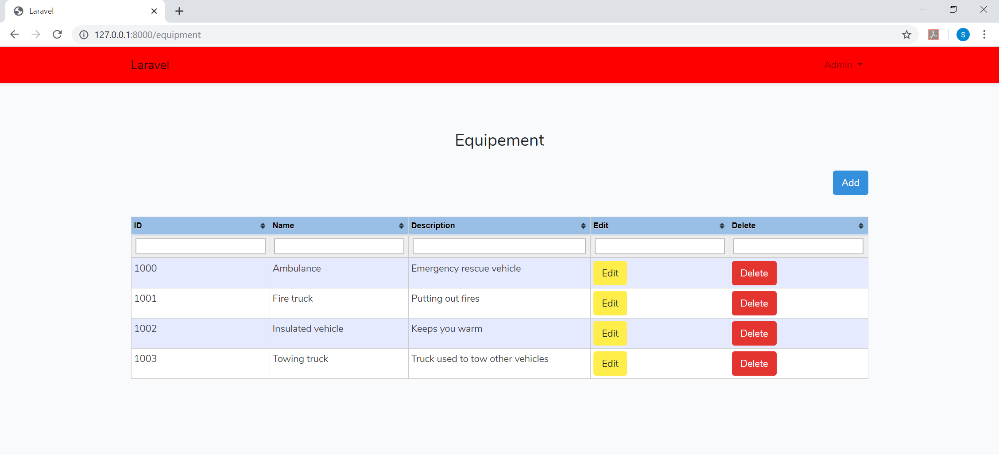 Laravel
127.0.0.1:8000/equipment
S
Laravel Admin
Equipement
Add
ID Name Description Edit Delete
1000 Ambulance Emergency rescue vehicle Edit Delete
1001 Fire truck Putting out fires Edit Delete
1002 Insulated vehicle Keeps you warm Edit Delete
1003 Towing truck Truck used to tow other vehicles Edit Delete